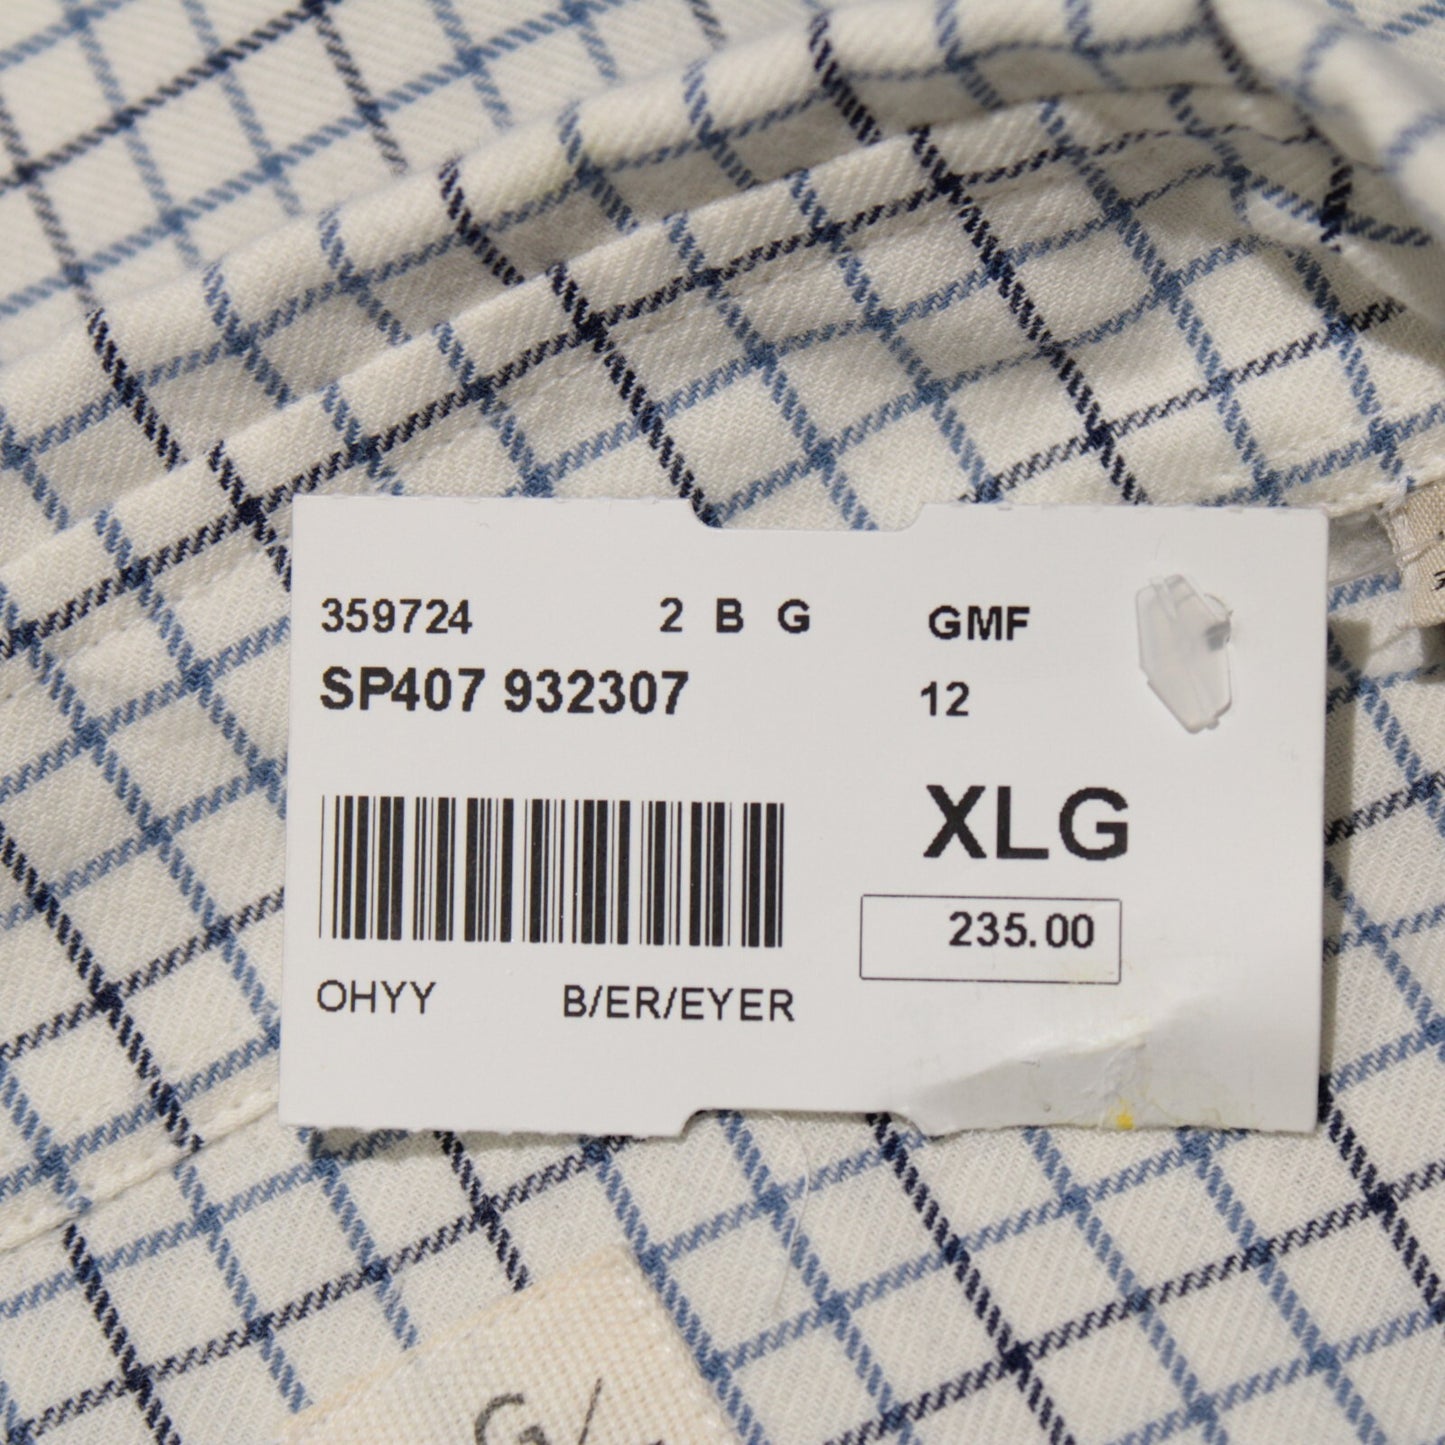 359724 2 B G GMF
SP407 932307 12
XLG
235.00
OHYY B/ER/EYER
G/